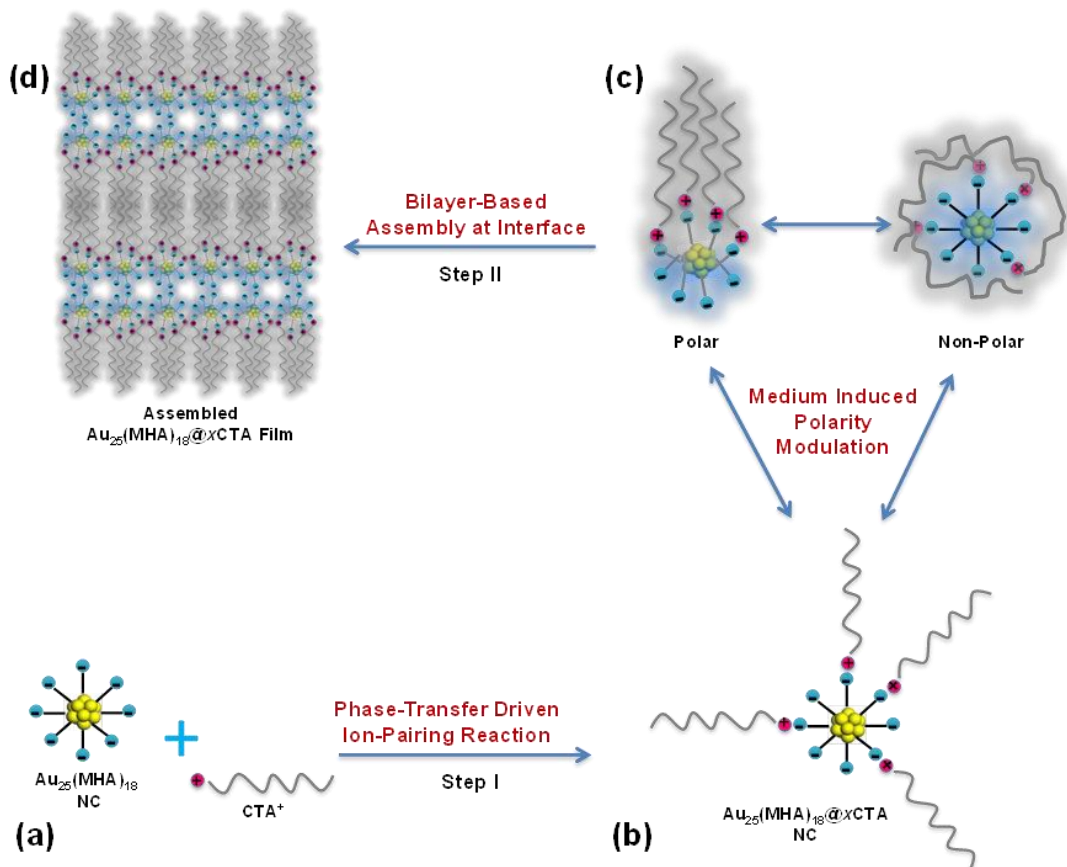 (d)
(c)
Bilayer-Based
Assembly at Interface
Step II
Polar
Non-Polar
Assembled
Au25(MHA)18@xCTA Film
Medium Induced
Polarity
Modulation
Au25(MHA)18
NC
+
CTA+
Phase-Transfer Driven
Ion-Pairing Reaction
Step I
Au25(MHA)18@xCTA
NC
(a)
(b)